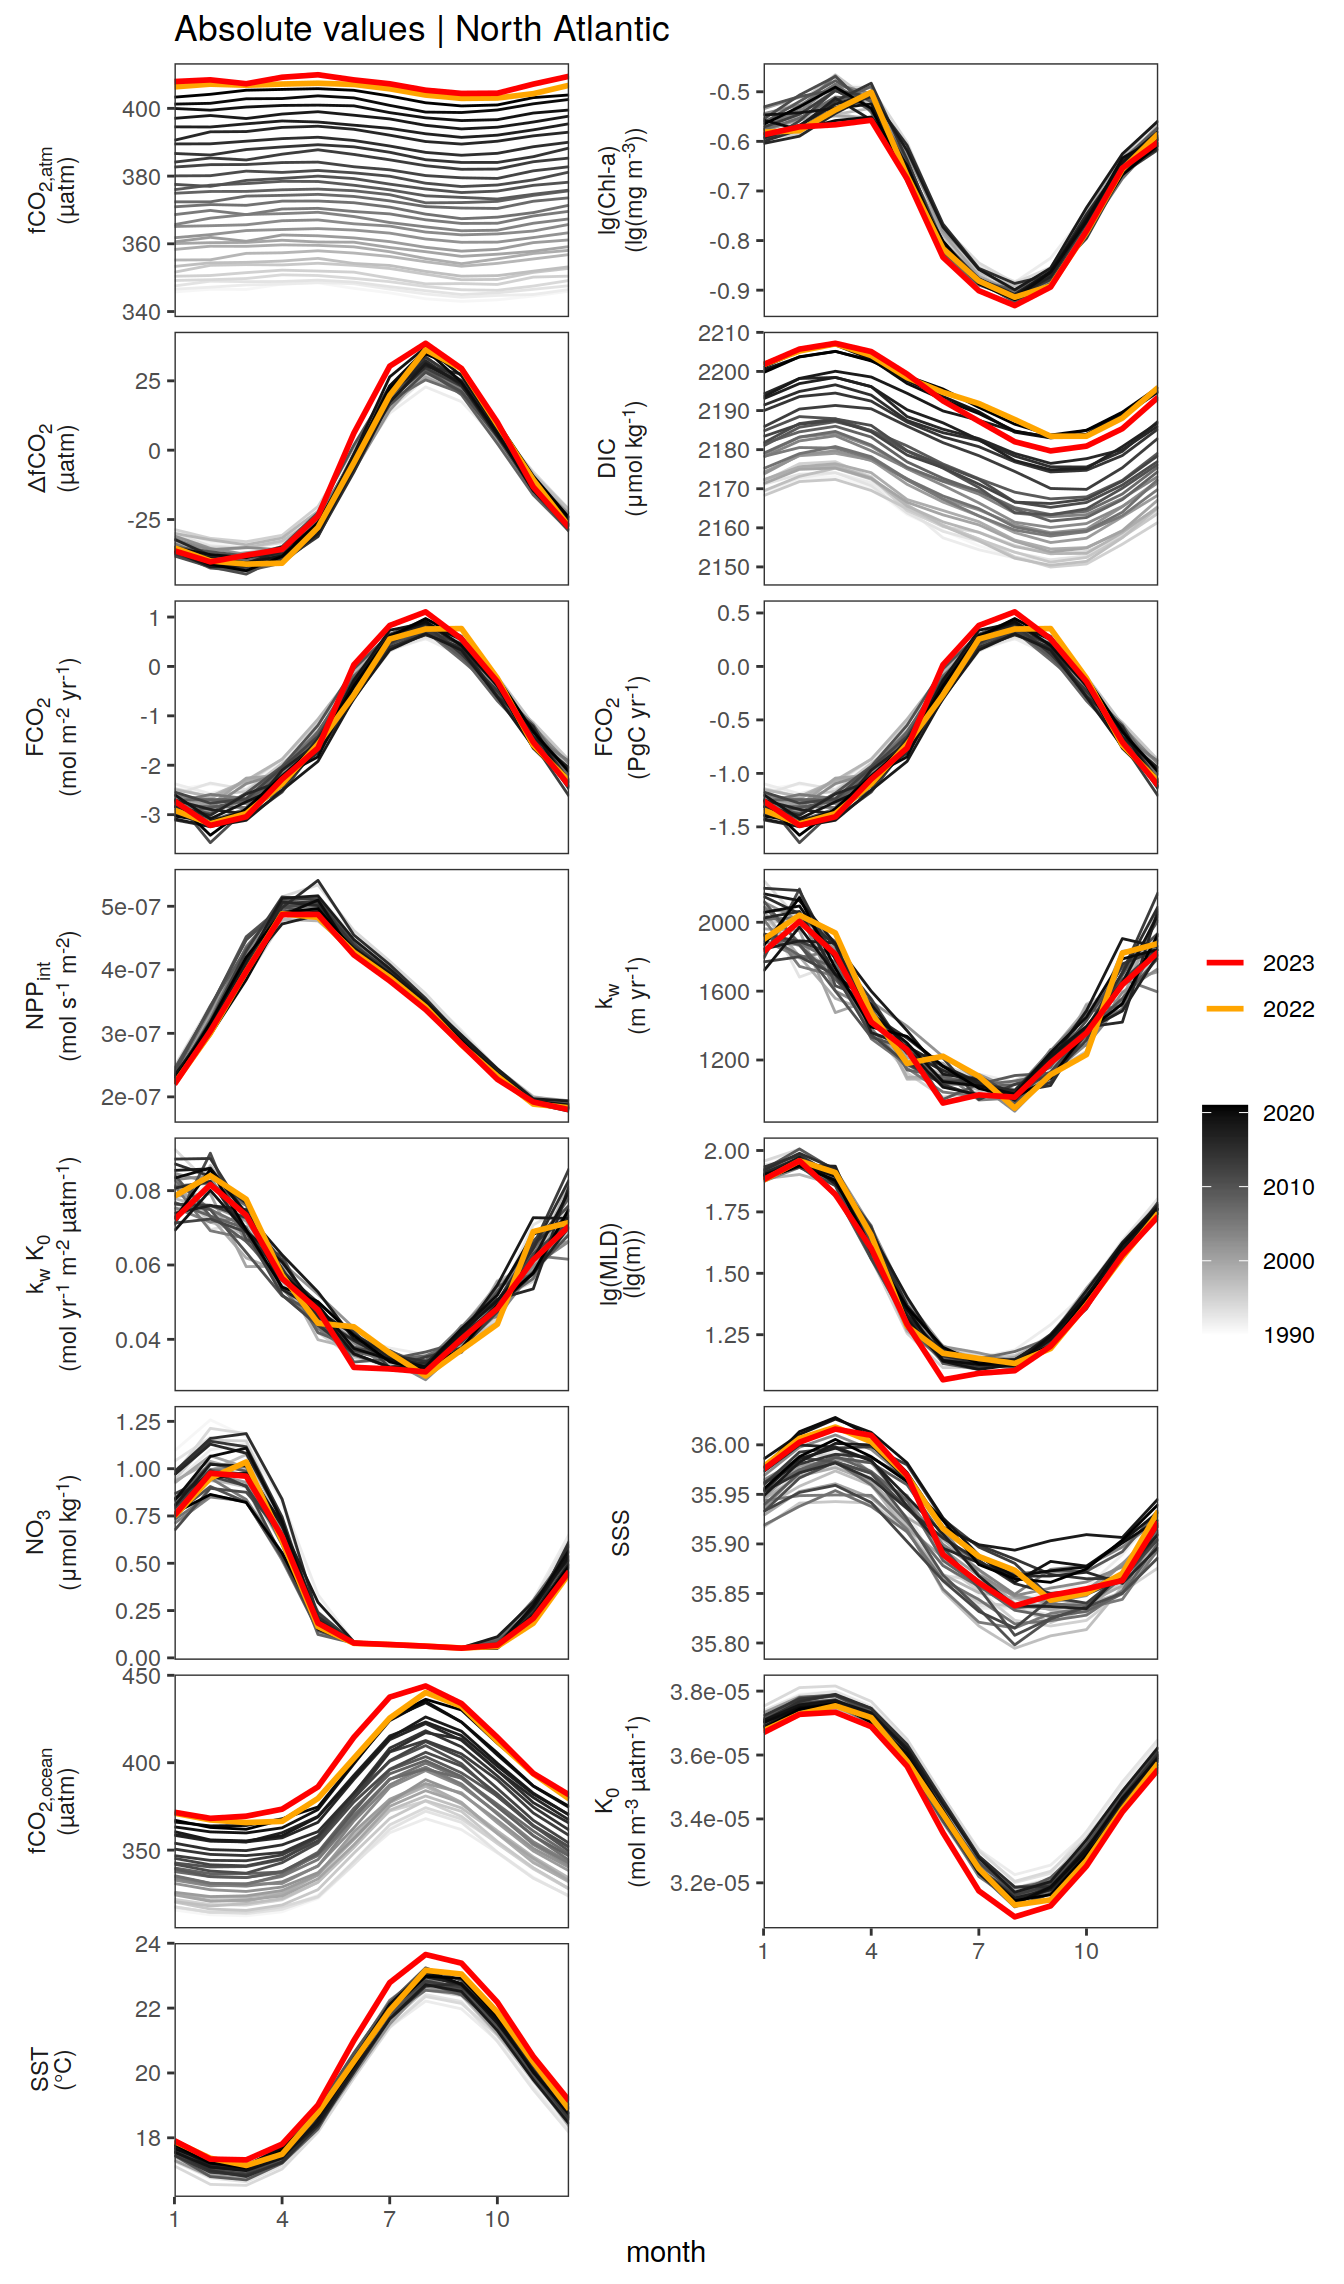 Absolute values | North Atlantic
fCO2,atm
(µatm)
400
380
360
340
lg(Chl-a)
(lg(mg m-3))
-0.5
-0.6
-0.7
-0.8
-0.9
ΔfCO2
(µatm)
25
0
-25
DIC
(µmol kg-1)
2210
2200
2190
2180
2170
2160
2150
FCO2
(mol m-2 yr-1)
1
0
-1
-2
-3
FCO2
(PgC yr-1)
0.5
0.0
-0.5
-1.0
-1.5
NPPint
(mol s-1 m-2)
5e-07
4e-07
3e-07
2e-07
kw
(m yr-1)
2000
1600
1200
kw K0
(mol yr-1 m-2 µatm-1)
0.08
0.06
0.04
lg(MLD)
(lg(m))
2.00
1.75
1.50
1.25
NO3
(µmol kg-1)
1.25
1.00
0.75
0.50
0.25
0.00
SSS
36.00
35.95
35.90
35.85
35.80
fCO2,ocean
(µatm)
450
400
350
K0
(mol m-3 µatm-1)
3.8e-05
3.6e-05
3.4e-05
3.2e-05
1 4 7 10
SST
(°C)
24
22
20
18
1 4 7 10
month
2023
2022
2020
2010
2000
1990